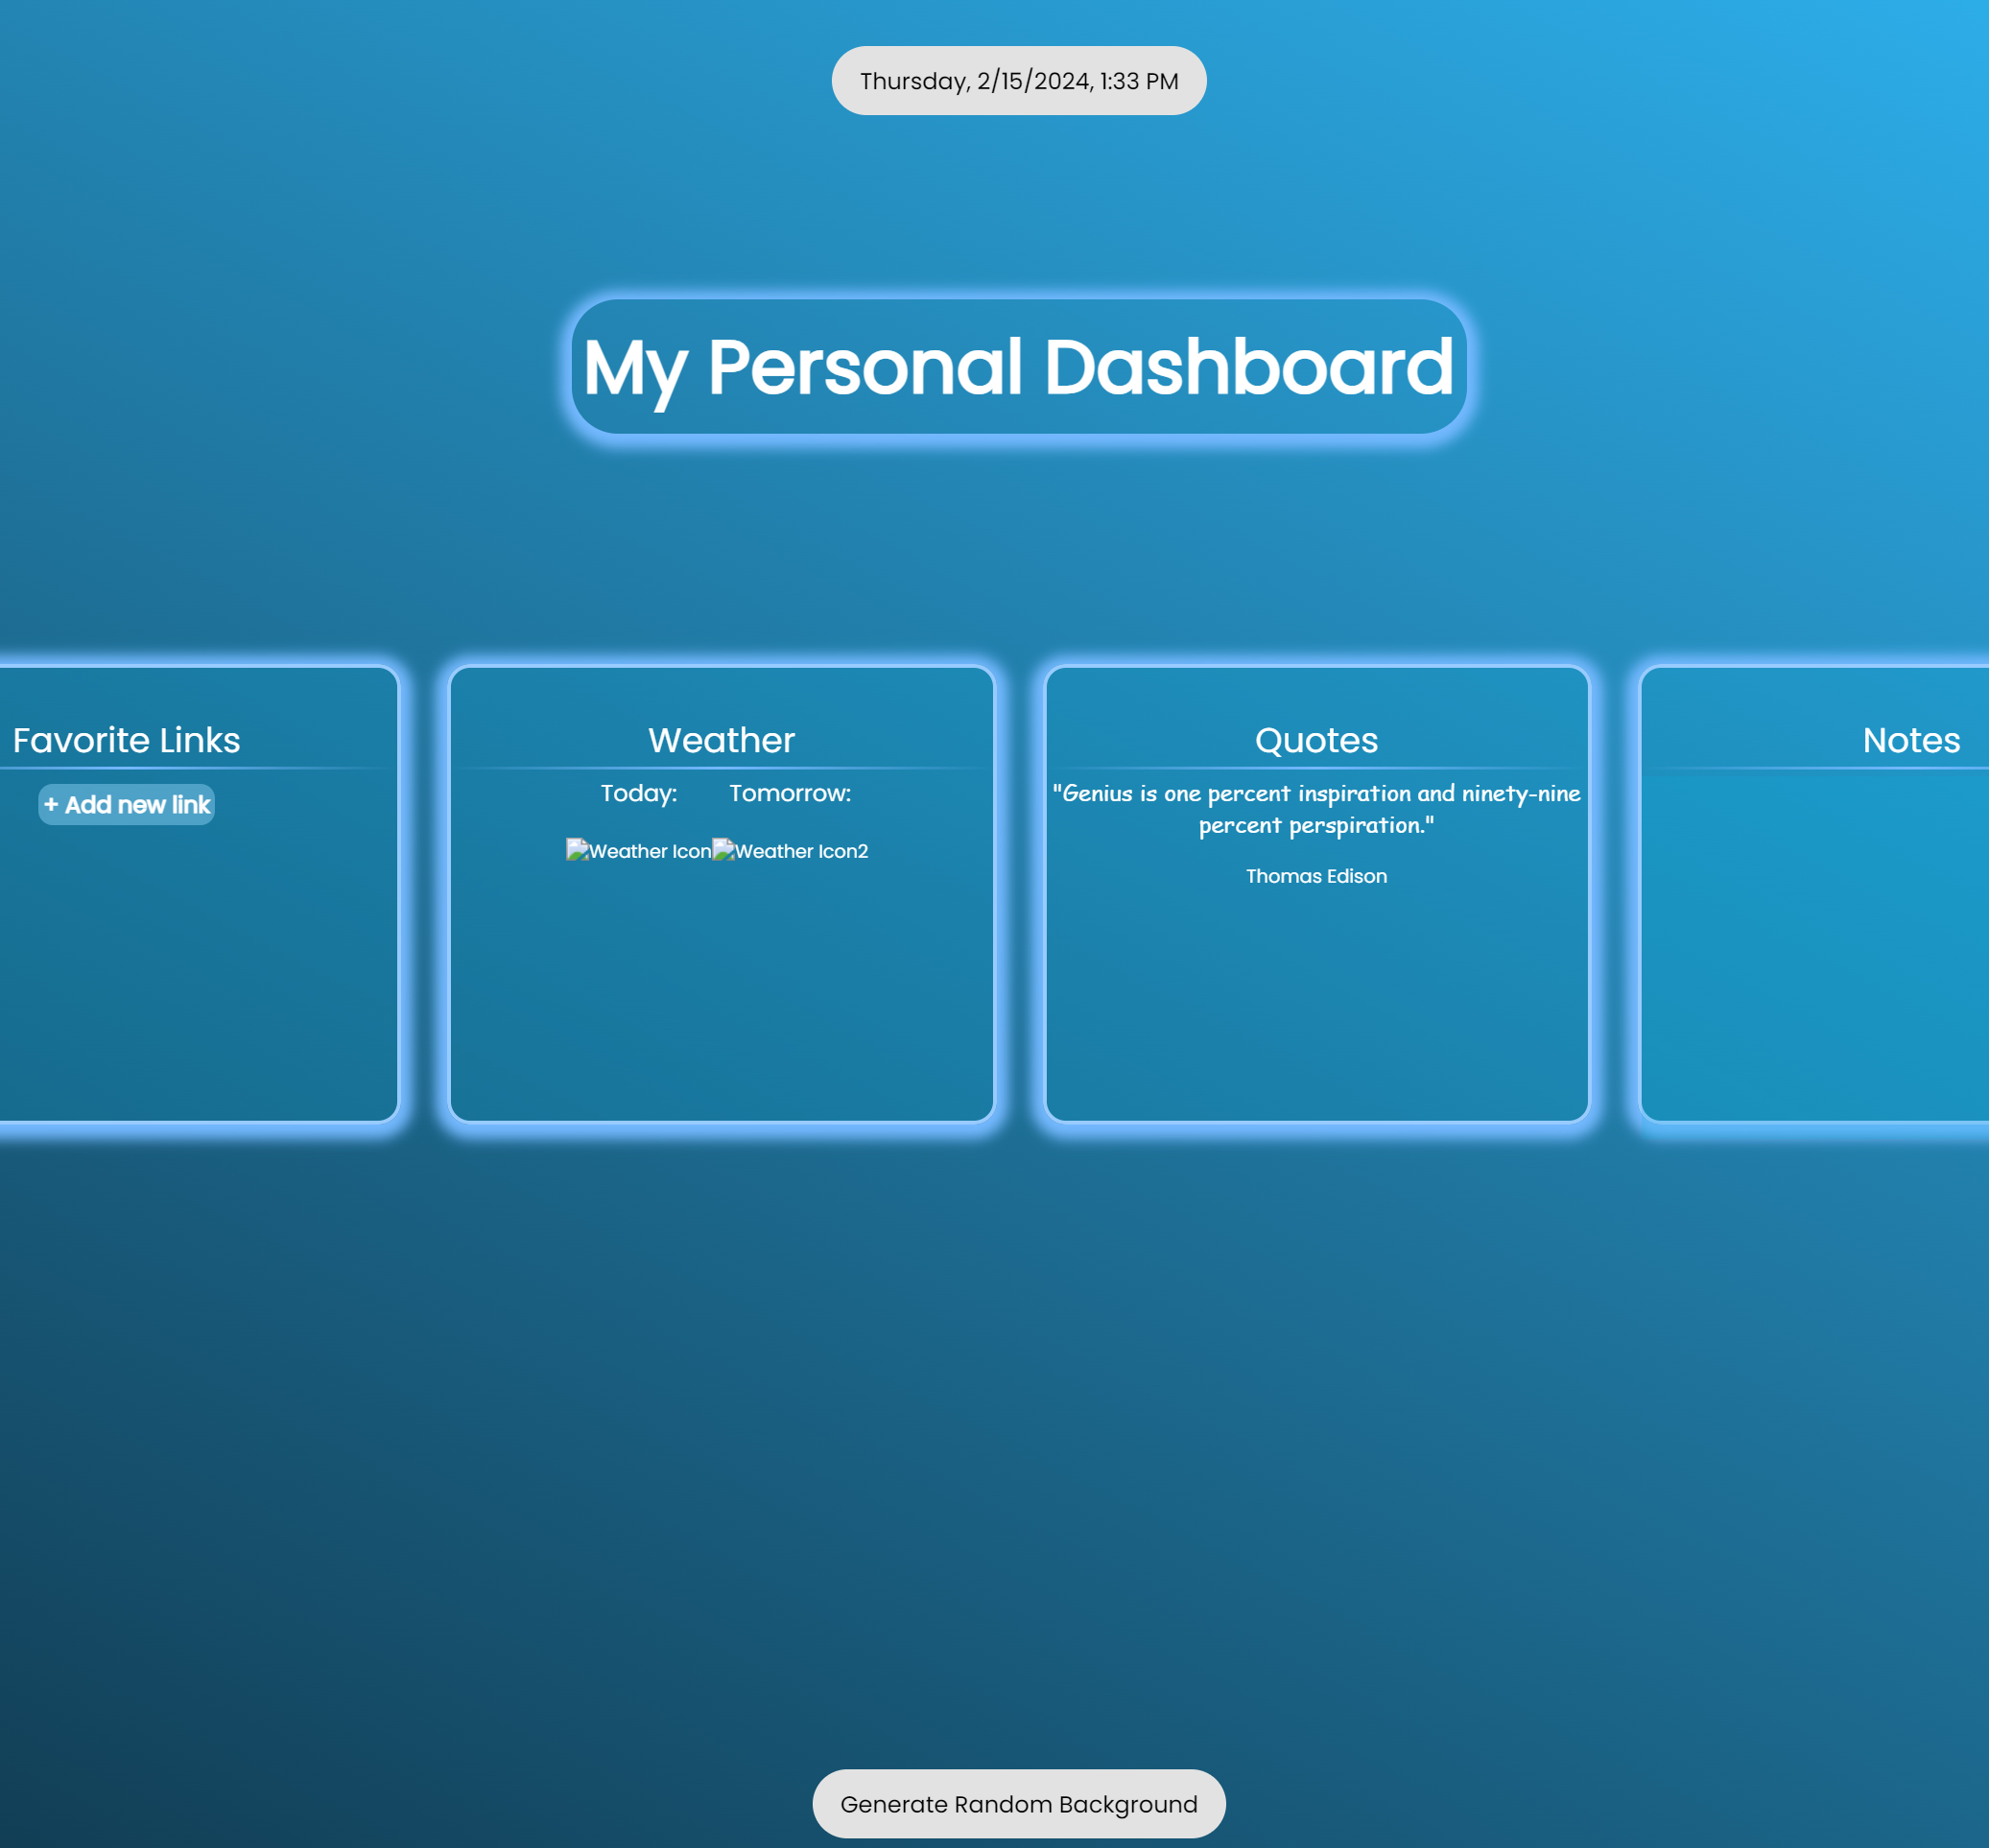 Thursday, 2/15/2024, 1:33 PM
My Personal Dashboard
Favorite Links
+ Add new link
Weather
Today: Tomorrow:
Weather Icon Weather Icon2
Quotes
"Genius is one percent inspiration and ninety-nine
percent perspiration."
Thomas Edison
Notes
Generate Random Background